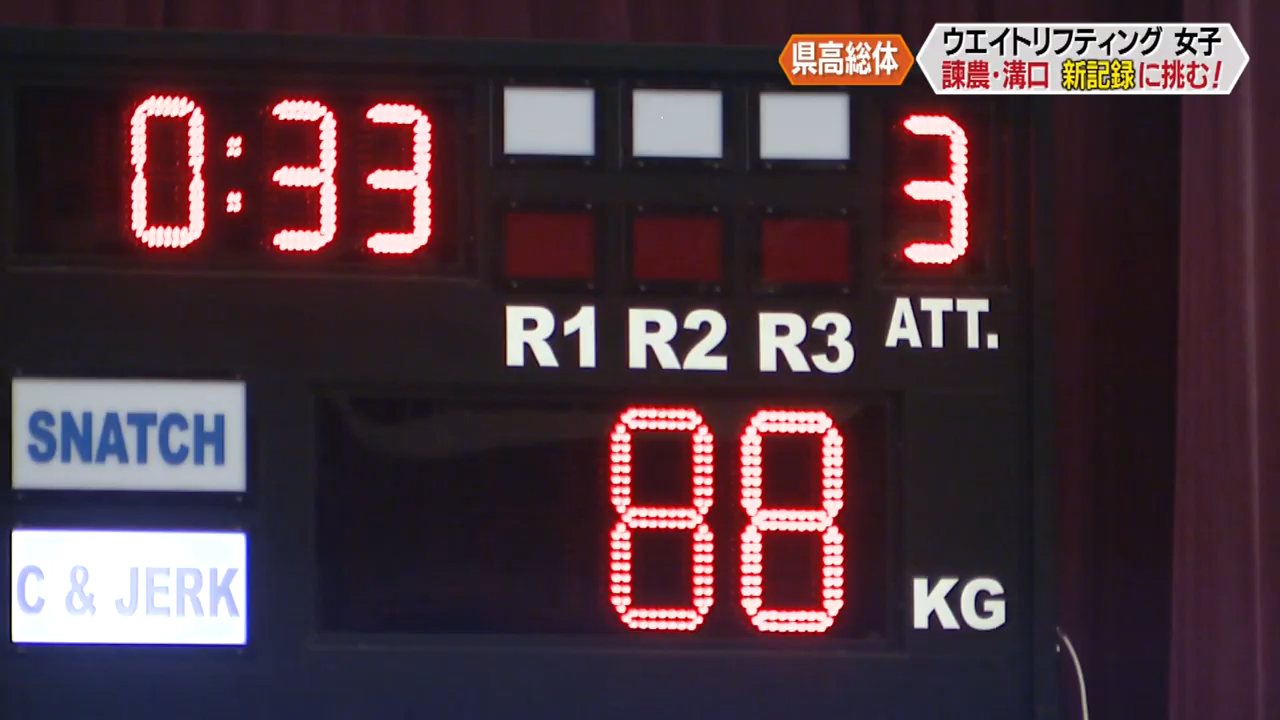 県高総体
ウエイトリフティング 女子
諫農・溝口 新記録に挑む!
0:33
3
R1 R2 R3 ATT.
SNATCH
88
C & JERK
KG